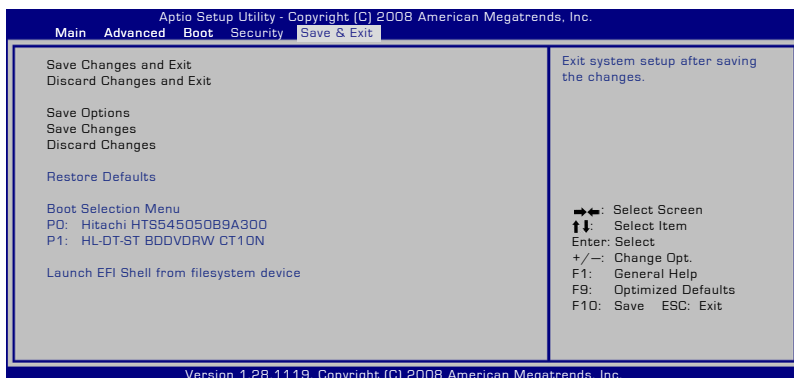 Aptio Setup Utility - Copyright (C) 2008 American Megatrends, Inc.
Main Advanced Boot Security Save & Exit
Save Changes and Exit
Discard Changes and Exit
Save Options
Save Changes
Discard Changes
Restore Defaults
Boot Selection Menu
P0: Hitachi HTS545050B9A300
P1: HL-DT-ST BDDVDRW CT10N
Launch EFI Shell from filesystem device
Exit system setup after saving
the changes.
→←: Select Screen
↑↓: Select Item
Enter: Select
+/—: Change Opt.
F1: General Help
F9: Optimized Defaults
F10: Save ESC: Exit
Version 1.28.1119. Copyright (C) 2008 American Megatrends, Inc.